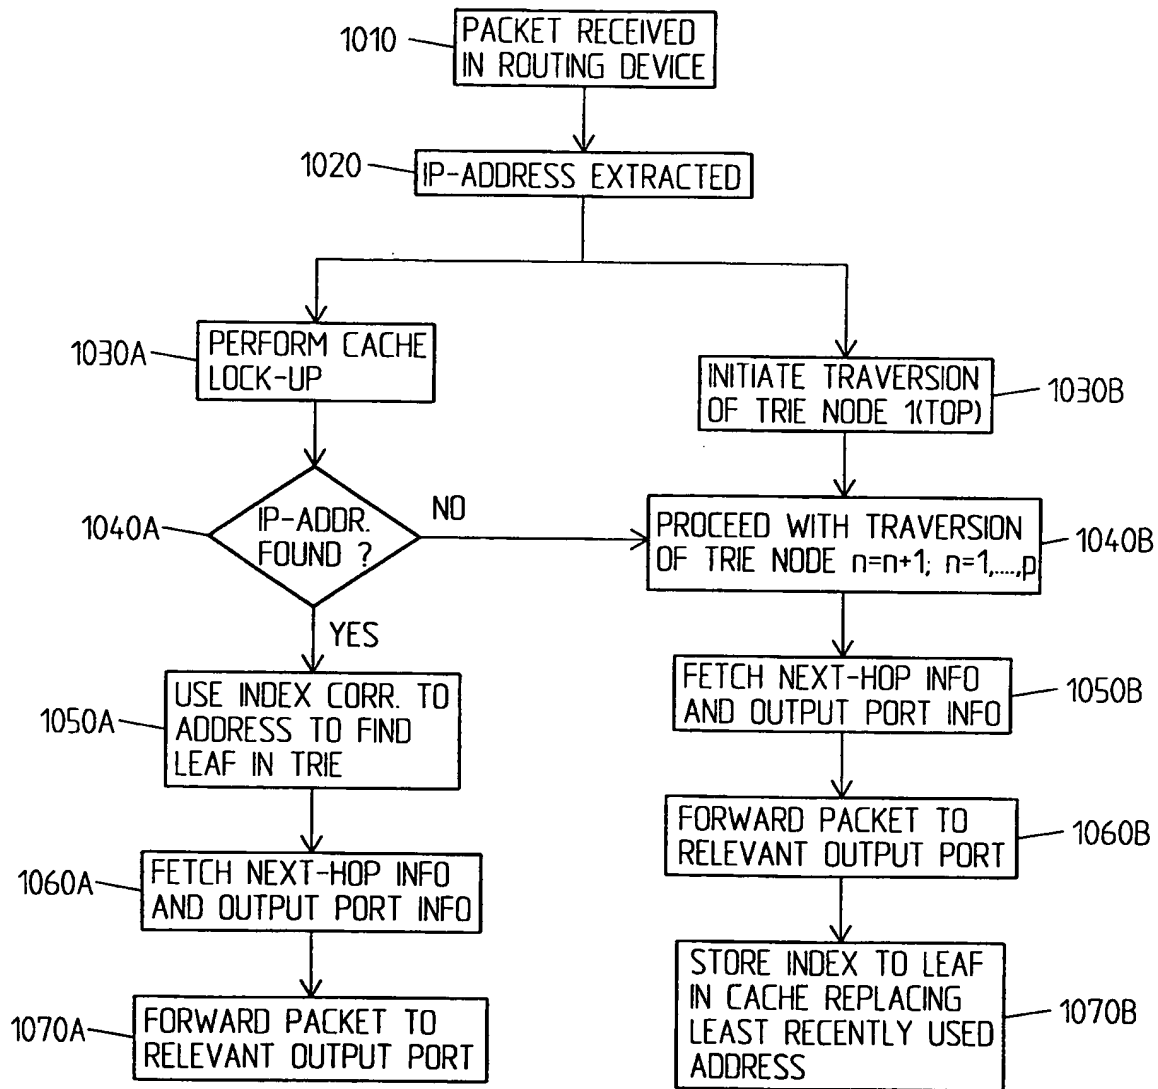 1010
PACKET RECEIVED
IN ROUTING DEVICE
1020
IP-ADDRESS EXTRACTED
1030A
PERFORM CACHE
LOCK-UP
INITIATE TRAVERSION
OF TRIE NODE 1(TOP)
1030B
1040A
IP-ADDR.
FOUND ?
NO
YES
PROCEED WITH TRAVERSION
OF TRIE NODE n=n+1; n=1,....,p
1040B
1050A
USE INDEX CORR. TO
ADDRESS TO FIND
LEAF IN TRIE
FETCH NEXT-HOP INFO
AND OUTPUT PORT INFO
1050B
1060A
FETCH NEXT-HOP INFO
AND OUTPUT PORT INFO
FORWARD PACKET TO
RELEVANT OUTPUT PORT
1060B
1070A
FORWARD PACKET TO
RELEVANT OUTPUT PORT
STORE INDEX TO LEAF
IN CACHE REPLACING
LEAST RECENTLY USED
ADDRESS
1070B